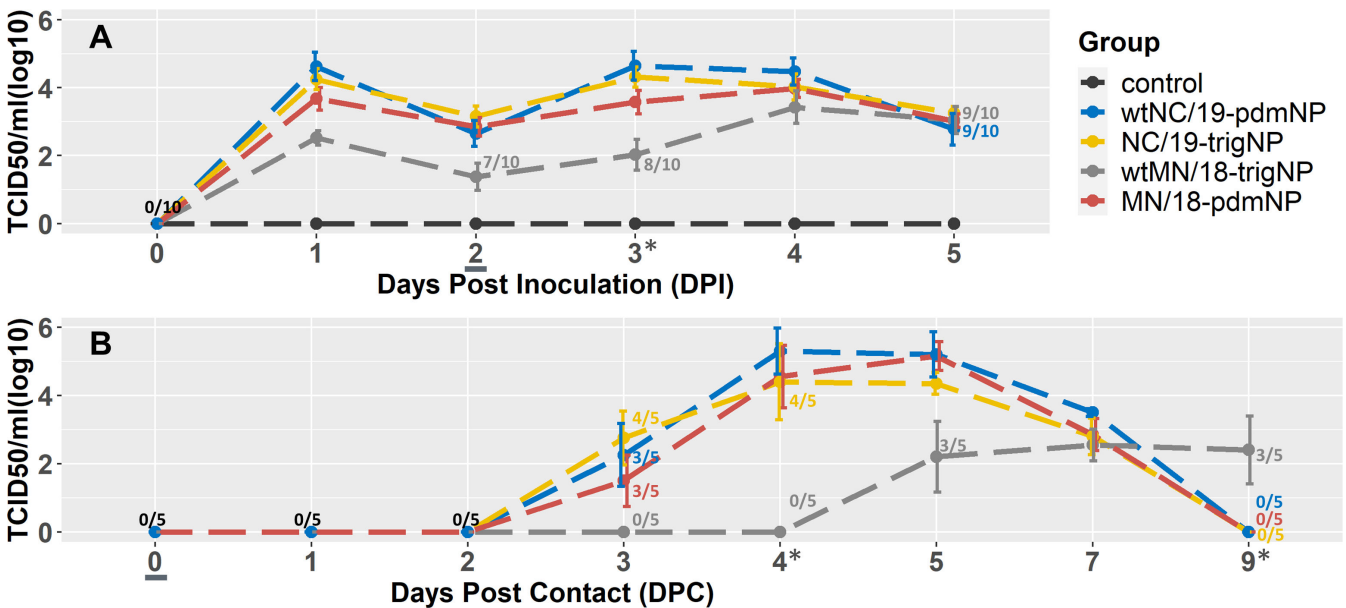 A
TCID50/ml(log10)
6
4
2
0
0/10
7/10
8/10
9/10
9/10
0 1 2 3* 4 5
Days Post Inoculation (DPI)
Group
control
wtNC/19-pdmNP
NC/19-trigNP
wtMN/18-trigNP
MN/18-pdmNP
B
TCID50/ml(log10)
6
4
2
0
0/5 0/5 0/5
4/5
3/5
3/5
0/5
4/5
0/5
3/5
3/5
0/5
0/5
0/5
0 1 2 3 4* 5 7 9*
Days Post Contact (DPC)